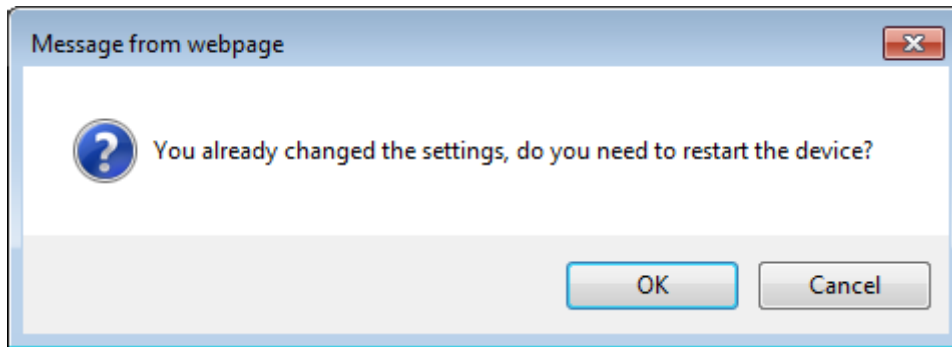 Message from webpage
You already changed the settings, do you need to restart the device?
OK
Cancel